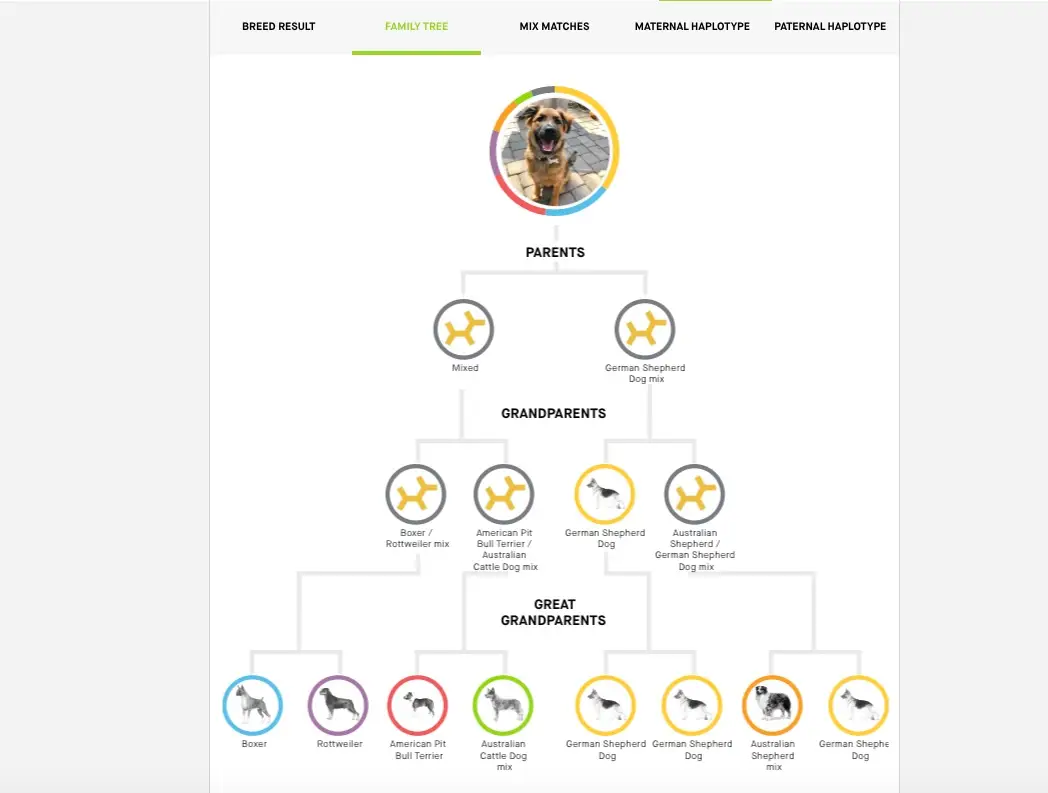 BREED RESULT
FAMILY TREE
MIX MATCHES
MATERNAL HAPLOTYPE
PATERNAL HAPLOTYPE
PARENTS
Mixed
German Shepherd
Dog mix
GRANDPARENTS
Boxer /
Rottweiler mix
American Pit
Bull Terrier /
Australian
Cattle Dog mix
German Shepherd
Dog
Australian
Shepherd /
German Shepherd
Dog mix
GREAT
GRANDPARENTS
Boxer
Rottweiler
American Pit
Bull Terrier
Australian
Cattle Dog
mix
German Shepherd
Dog
German Shepherd
Dog
Australian
Shepherd
mix
German Shephe
Dog